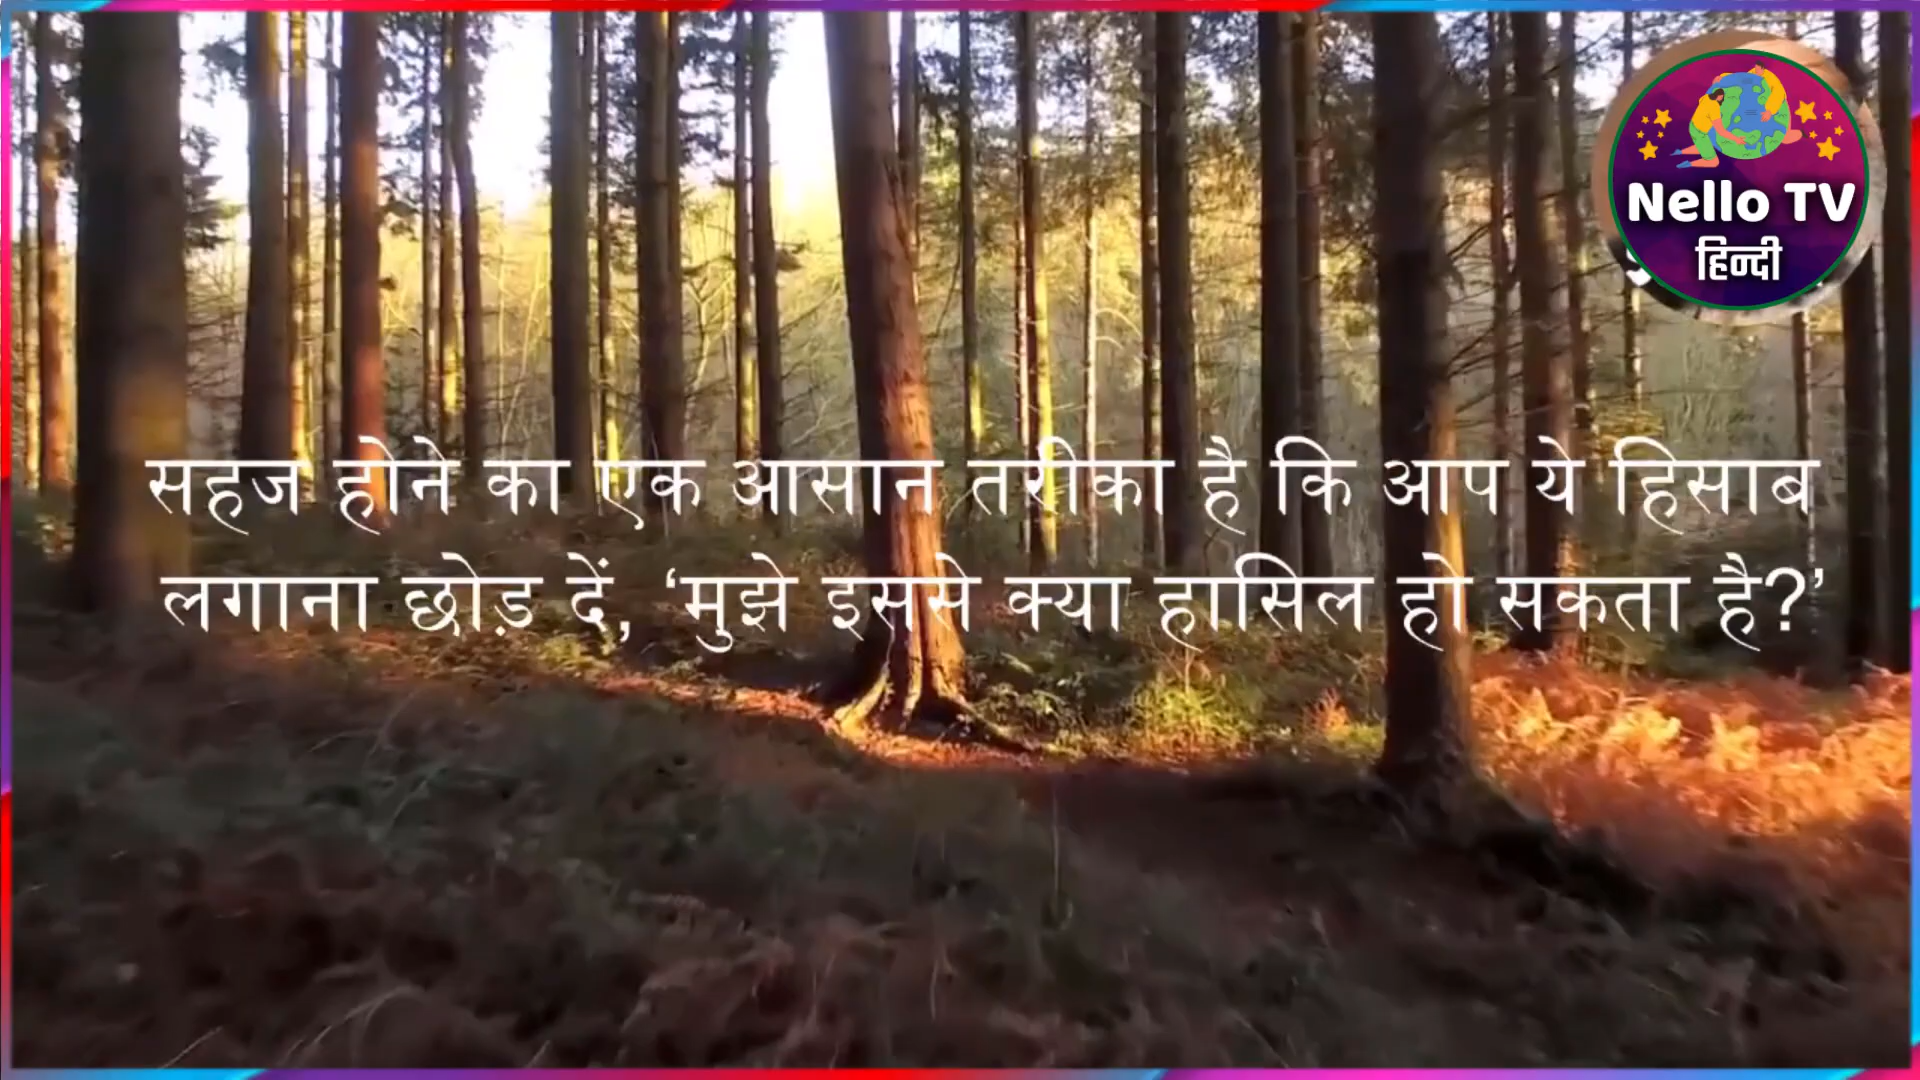 Nello TV
हिन्दी
सहज होने का एक आसान तरीका है कि आप ये हिसाब
लगाना छोड़ दें, ‘मुझे इससे क्या हासिल हो सकता है?’